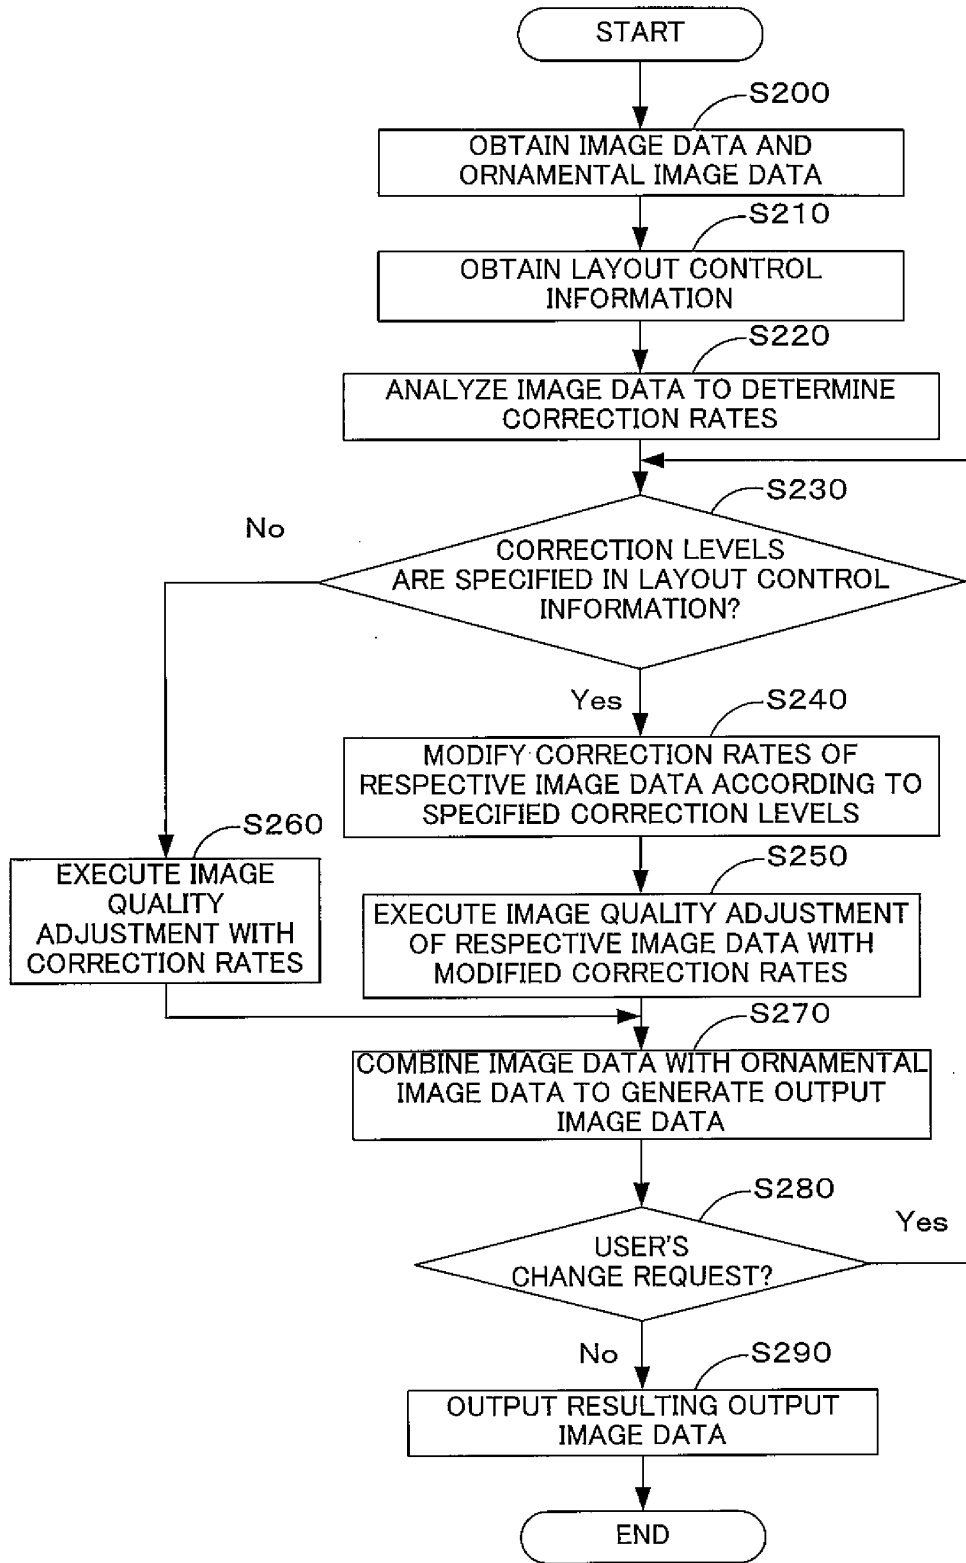 START
S200
OBTAIN IMAGE DATA AND
ORNAMENTAL IMAGE DATA
S210
OBTAIN LAYOUT CONTROL
INFORMATION
S220
ANALYZE IMAGE DATA TO DETERMINE
CORRECTION RATES
S230
No
CORRECTION LEVELS
ARE SPECIFIED IN LAYOUT CONTROL
INFORMATION?
Yes
S240
MODIFY CORRECTION RATES OF
RESPECTIVE IMAGE DATA ACCORDING TO
SPECIFIED CORRECTION LEVELS
S260
EXECUTE IMAGE
QUALITY
ADJUSTMENT WITH
CORRECTION RATES
S250
EXECUTE IMAGE QUALITY ADJUSTMENT
OF RESPECTIVE IMAGE DATA WITH
MODIFIED CORRECTION RATES
S270
COMBINE IMAGE DATA WITH ORNAMENTAL
IMAGE DATA TO GENERATE OUTPUT
IMAGE DATA
S280
Yes
USER'S
CHANGE REQUEST?
No
S290
OUTPUT RESULTING OUTPUT
IMAGE DATA
END